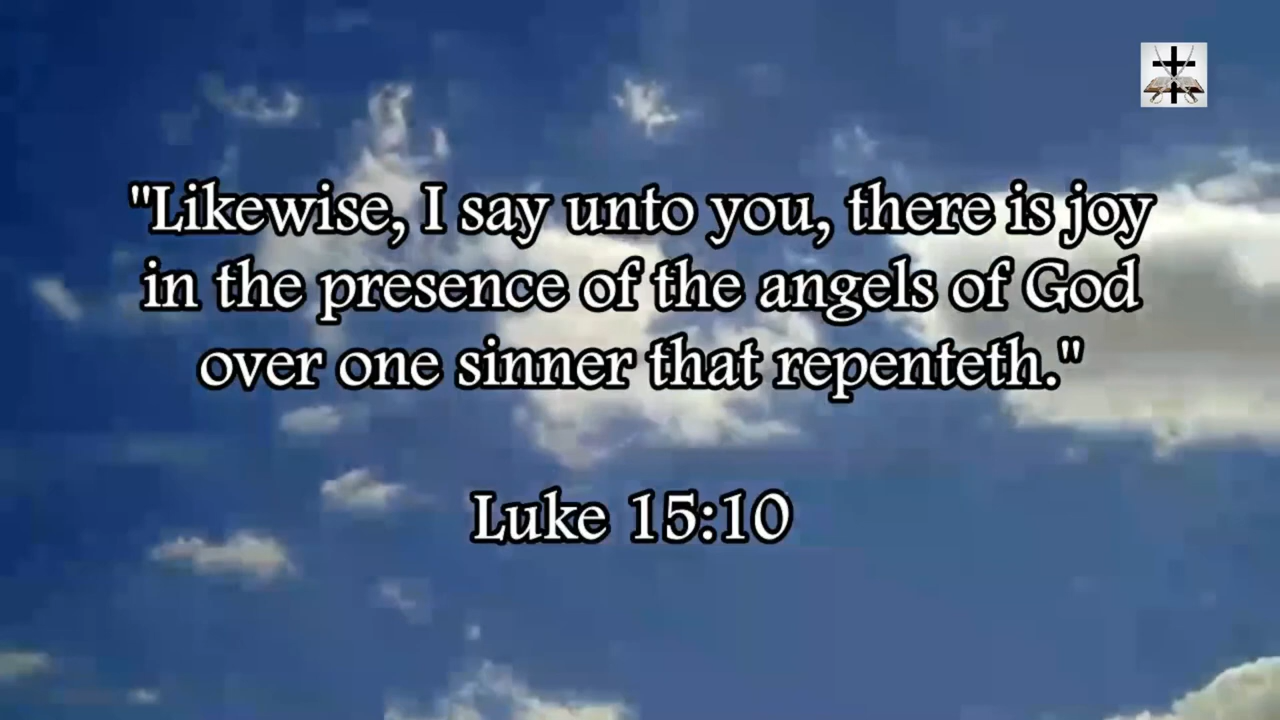 "Likewise, I say unto you, there is joy
in the presence of the angels of God
over one sinner that repenteth."
Luke 15:10